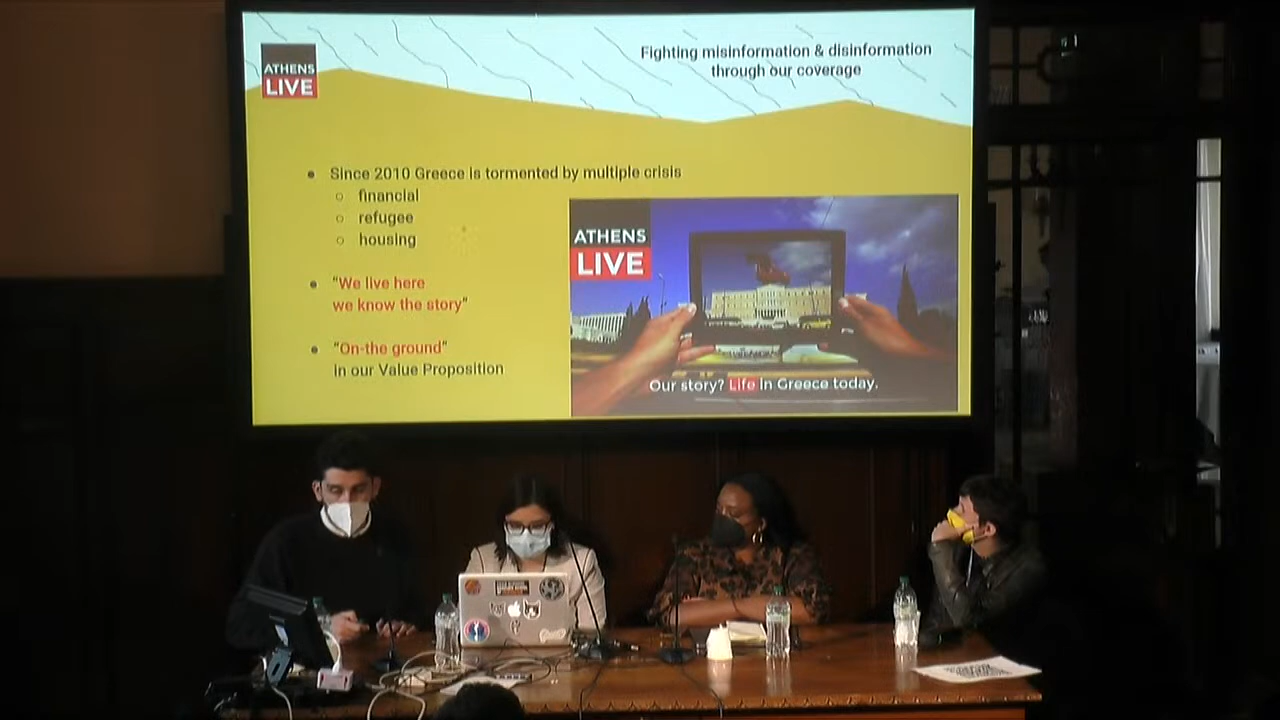 ATHENS
LIVE
Fighting misinformation & disinformation
through our coverage
Since 2010 Greece is tormented by multiple crisis
financial
refugee
housing
"We live here
we know the story"
"On-the ground"
in our Value Proposition
ATHENS
LIVE
Our story? Life in Greece today.